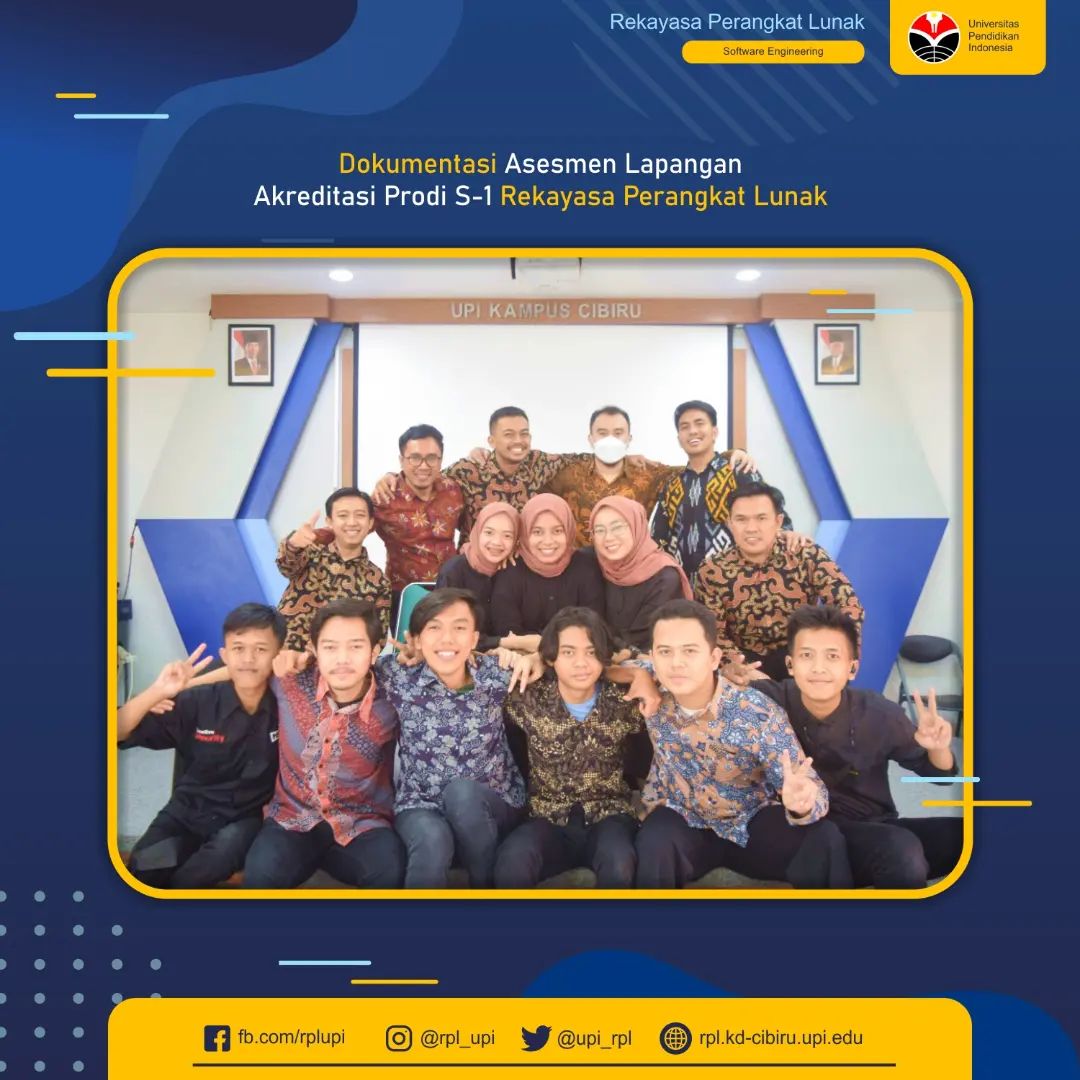 Rekayasa Perangkat Lunak
Software Engineering
Universitas
Pendidikan
Indonesia
Dokumentasi Asesmen Lapangan
Akreditasi Prodi S-1 Rekayasa Perangkat Lunak
UPI KAMPUS CIBIRU
fb.com/rplupi
@rpl_upi
@upi_rpl
rpl.kd-cibiru.upi.edu